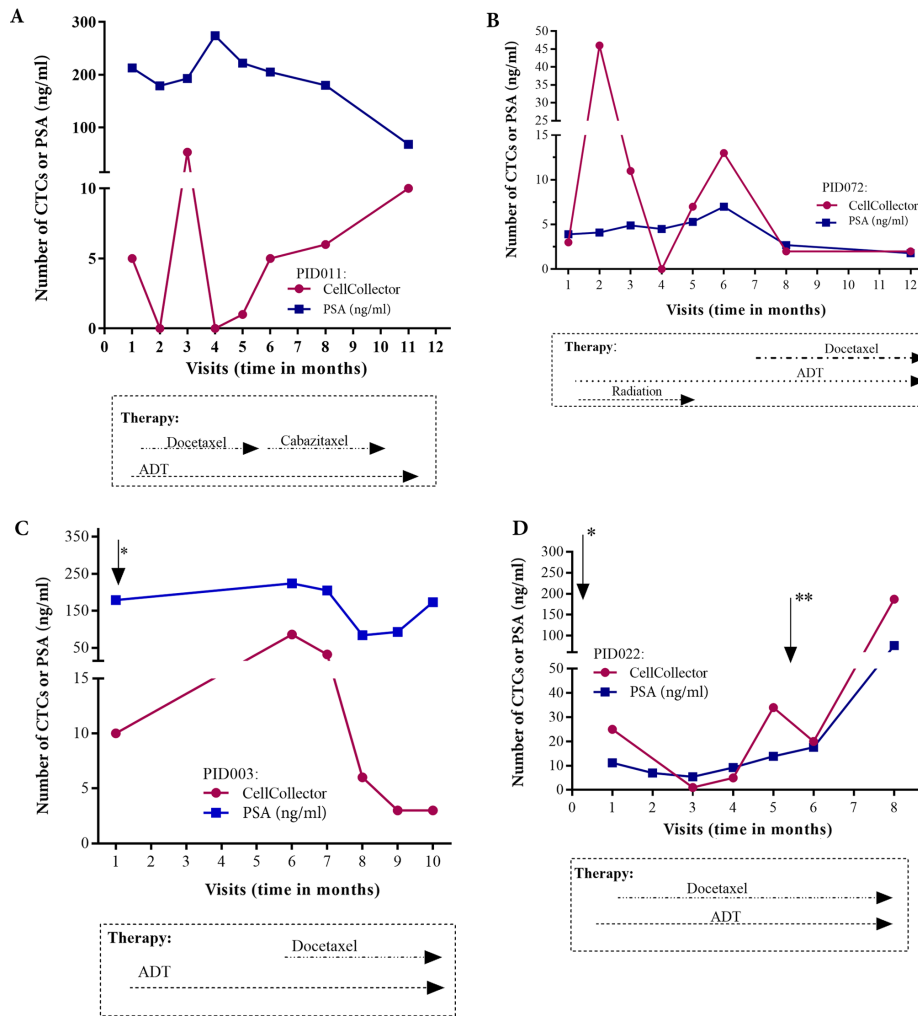 A
Number of CTCs or PSA (ng/ml)
300
200
100
10
5
0
PID011:
CellCollector
PSA (ng/ml)
0 1 2 3 4 5 6 7 8 9 10 11 12
Visits (time in months)
Therapy:
Docetaxel Cabazitaxel
ADT
B
Number of CTCs or PSA (ng/ml)
50
45
40
35
30
25
15
10
5
0
PID072:
CellCollector
PSA (ng/ml)
1 2 3 4 5 6 7 8 9 10 11 12
Visits (time in months)
Therapy:
Docetaxel
ADT
Radiation
C
Number of CTCs or PSA (ng/ml)
350
250
150
50
15
10
5
0
*
PID003:
CellCollector
PSA (ng/ml)
1 2 3 4 5 6 7 8 9 10
Visits (time in months)
Therapy:
Docetaxel
ADT
D
Number of CTCs or PSA (ng/ml)
300
250
200
150
100
50
40
30
20
10
0
*
**
PID022:
CellCollector
PSA (ng/ml)
0 1 2 3 4 5 6 7 8
Visits (time in months)
Therapy:
Docetaxel
ADT